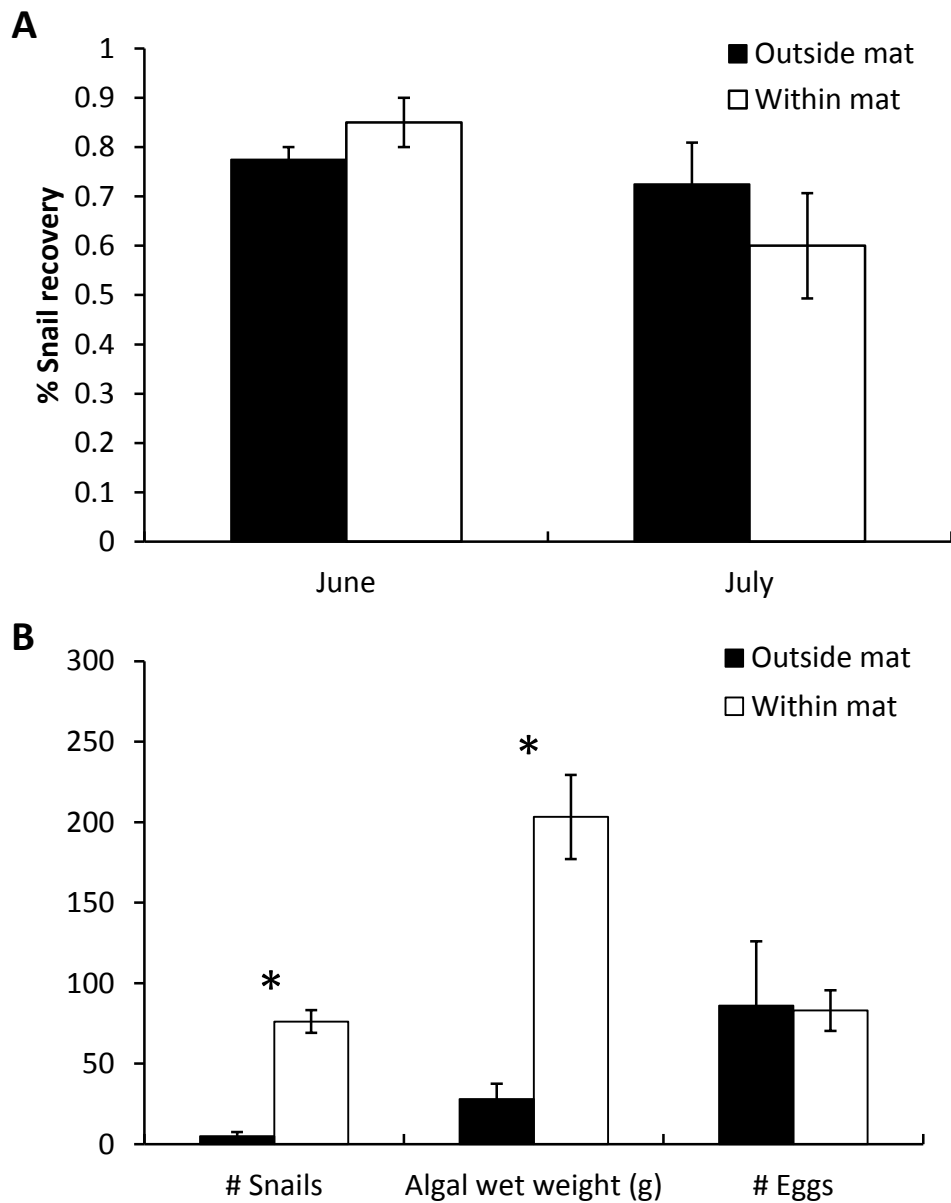 A
1
0.9
0.8
0.7
0.6
0.5
0.4
0.3
0.2
0.1
0
% Snail recovery
Outside mat
Within mat
June July
B
300
250
200
150
100
50
0
Outside mat
Within mat
*
*
# Snails Algal wet weight (g) # Eggs